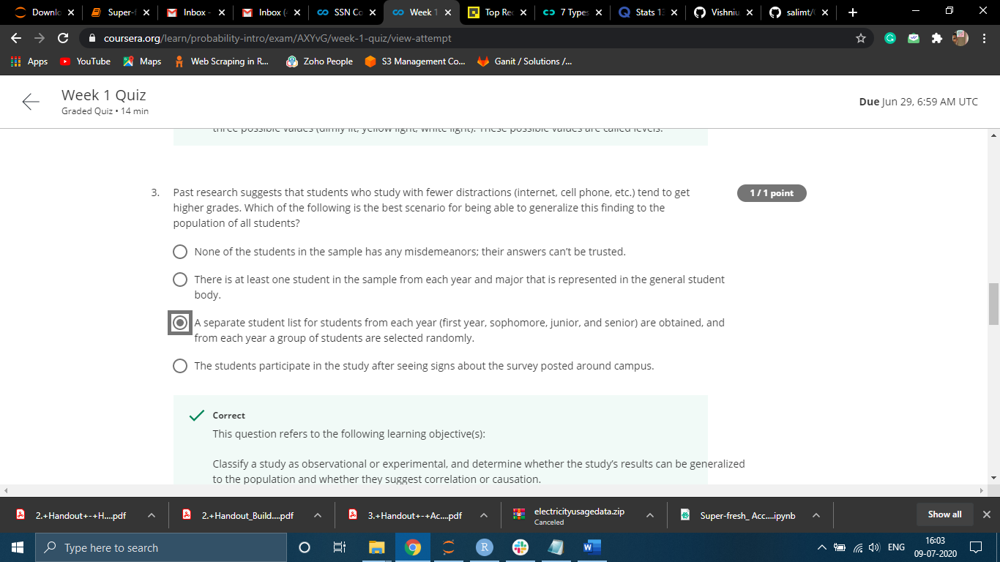 Downlo
Super-f
Inbox -
Inbox (
SSN Co
Week 1
Top Re
7 Types
Stats 13
Vishniu
salimt/
coursera.org/learn/probability-intro/exam/AXYvG/week-1-quiz/view-attempt
Apps
YouTube
Maps
Web Scraping in R...
Zoho People
S3 Management Co...
Ganit / Solutions /...
Week 1 Quiz
Graded Quiz • 14 min
Due Jun 29, 6:59 AM UTC
three possible values (dimly lit, yellow light, white light). These possible values are called levels.
3. Past research suggests that students who study with fewer distractions (internet, cell phone, etc.) tend to get
higher grades. Which of the following is the best scenario for being able to generalize this finding to the
population of all students?
1 / 1 point
None of the students in the sample has any misdemeanors; their answers can’t be trusted.
There is at least one student in the sample from each year and major that is represented in the general student
body.
A separate student list for students from each year (first year, sophomore, junior, and senior) are obtained, and
from each year a group of students are selected randomly.
The students participate in the study after seeing signs about the survey posted around campus.
Correct
This question refers to the following learning objective(s):
Classify a study as observational or experimental, and determine whether the study’s results can be generalized
to the population and whether they suggest correlation or causation.
2.+Handout+-+H....pdf
2.+Handout_Build....pdf
3.+Handout+-+Ac....pdf
electricityusagedata.zip
Canceled
Super-fresh_ Acc....ipynb
Show all
Type here to search
R
W
ENG
16:03
09-07-2020